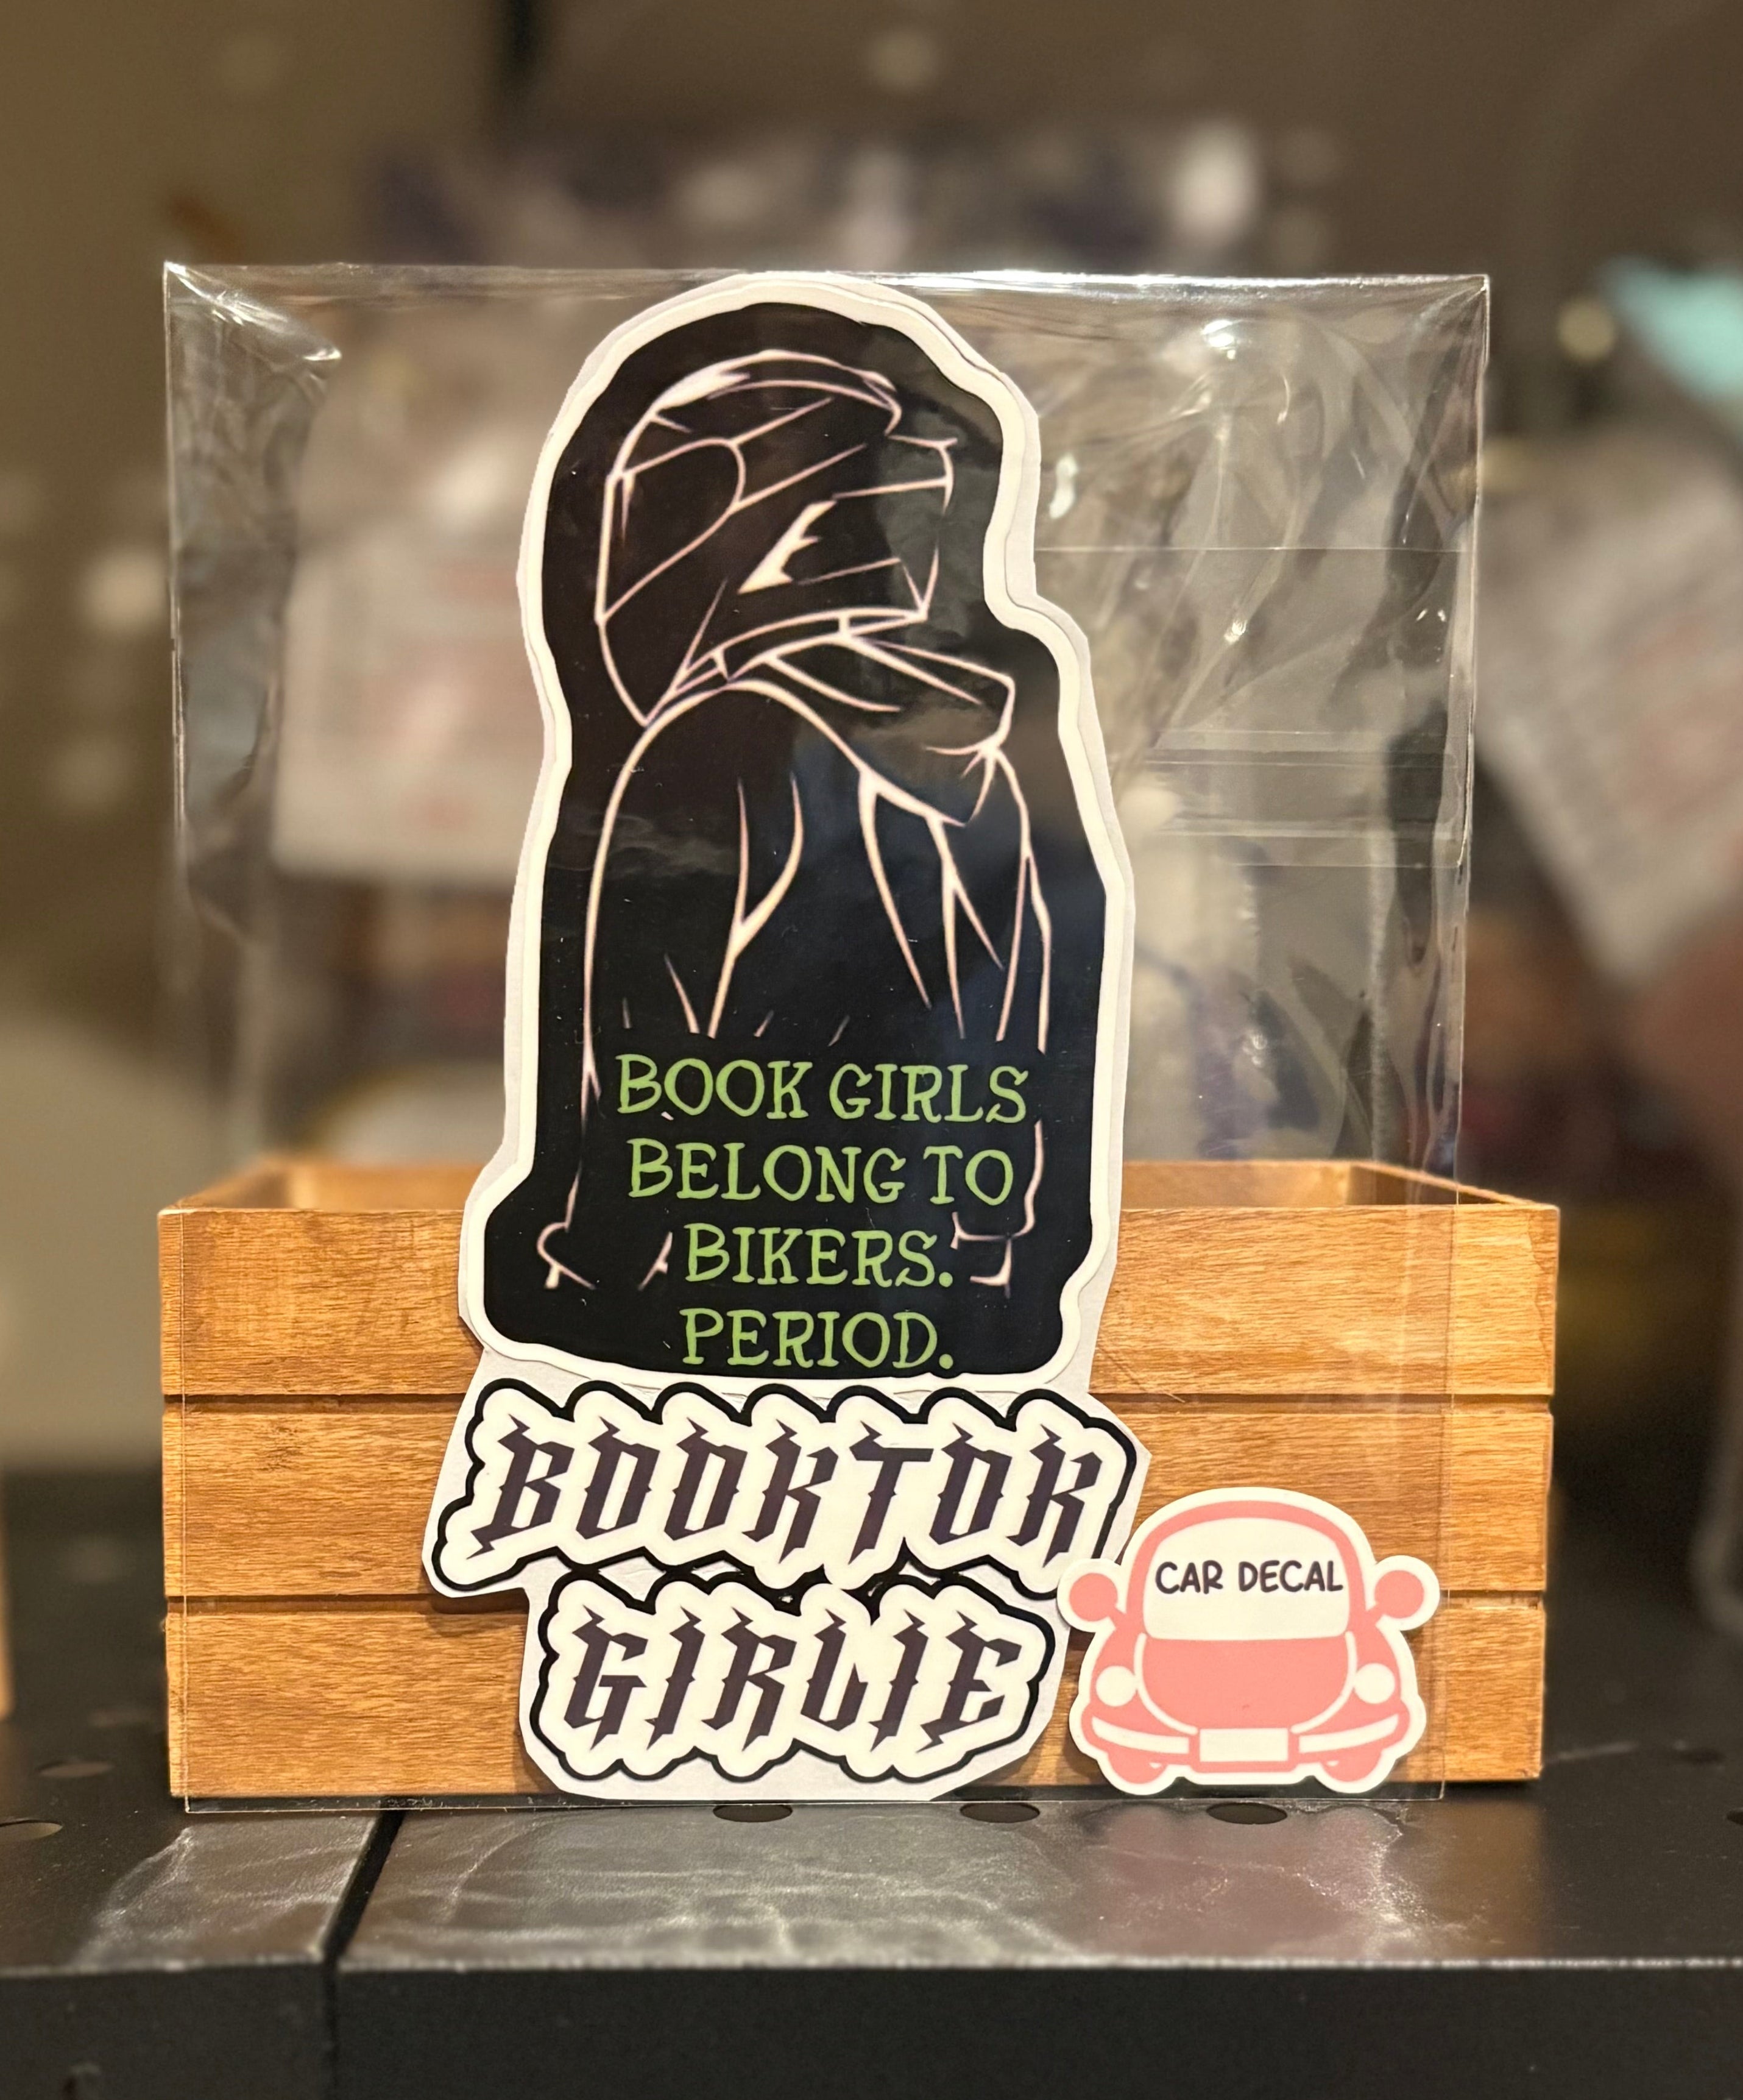 BOOK GIRLS
BELONG TO
BIKERS.
PERIOD.
BOOKTOK
GIRLIE
CAR DECAL